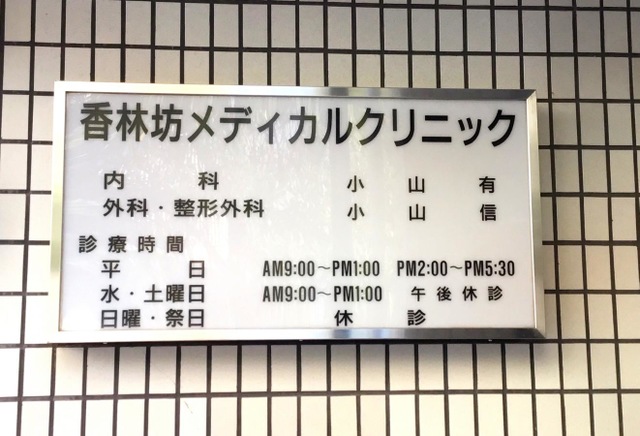 香林坊メディカルクリニック
内科 小山有
外科・整形外科 小山信
診療時間
平日 AM9:00～PM1:00 PM2:00～PM5:30
水・土曜日 AM9:00～PM1:00 午後休診
日曜・祭日 休診